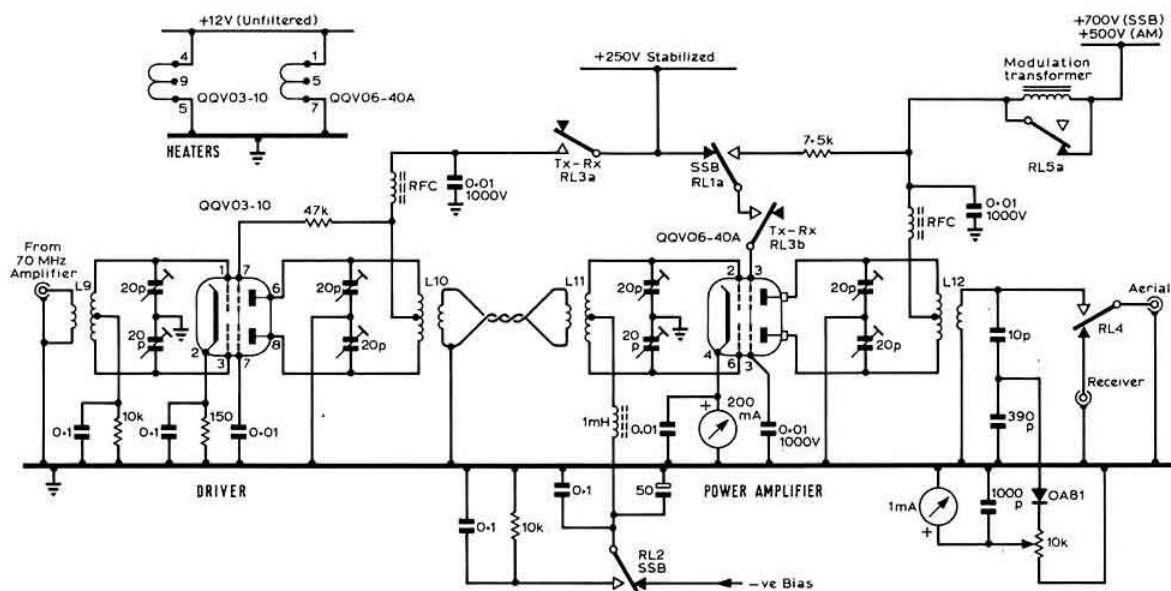 +12V (Unfiltered)
4
9
5
QQV03-10
1
5
7
QQV06-40A
HEATERS
+250V Stabilized
+700V (SSB)
+500V (AM)
Modulation
transformer
RL5a
Tx-Rx
RL3a
SSB
RL1a
7·5k
RFC
0·01
1000V
QQV03-10
47k
QQV06-40A
Tx-Rx
RL3b
RFC
0·01
1000V
From
70 MHz
Amplifier
L9
20p
20
p
1
7
6
8
2
3
7
20p
20p
L10
L11
20p
20
p
2
3
4
6
3
20p
20p
L12
10p
RL4
Aerial
Receiver
0·1
10k
0·1
150
0·01
1mH
0·01
200
mA
0·01
1000V
390
p
DRIVER
0·1
50
POWER AMPLIFIER
1mA
1000
p
OA81
10k
0·1
10k
RL2
SSB
–ve Bias